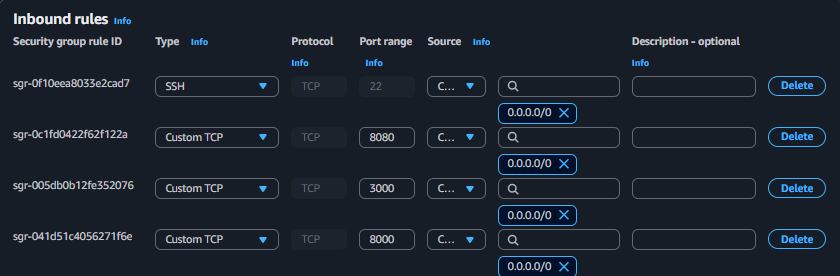 Inbound rules Info
Security group rule ID Type Info Protocol Info Port range Info Source Info Description - optional Info
sgr-0f10eea8033e2cad7 SSH TCP 22 C... Delete
0.0.0.0/0
sgr-0c1fd0422f62f122a Custom TCP TCP 8080 C... Delete
0.0.0.0/0
sgr-005db0b12fe352076 Custom TCP TCP 3000 C... Delete
0.0.0.0/0
sgr-041d51c4056271f6e Custom TCP TCP 8000 C... Delete
0.0.0.0/0